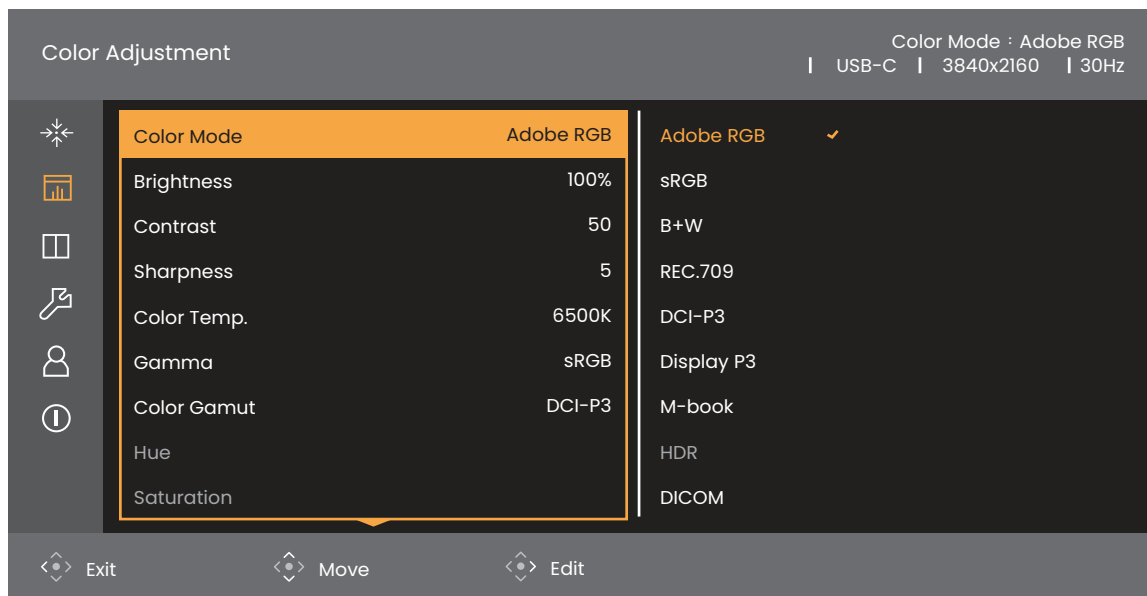 Color Adjustment
Color Mode : Adobe RGB
| USB-C | 3840x2160 | 30Hz
Color Mode Adobe RGB
Brightness 100%
Contrast 50
Sharpness 5
Color Temp. 6500K
Gamma sRGB
Color Gamut DCI-P3
Hue
Saturation
Adobe RGB
sRGB
B+W
REC.709
DCI-P3
Display P3
M-book
HDR
DICOM
Exit Move Edit